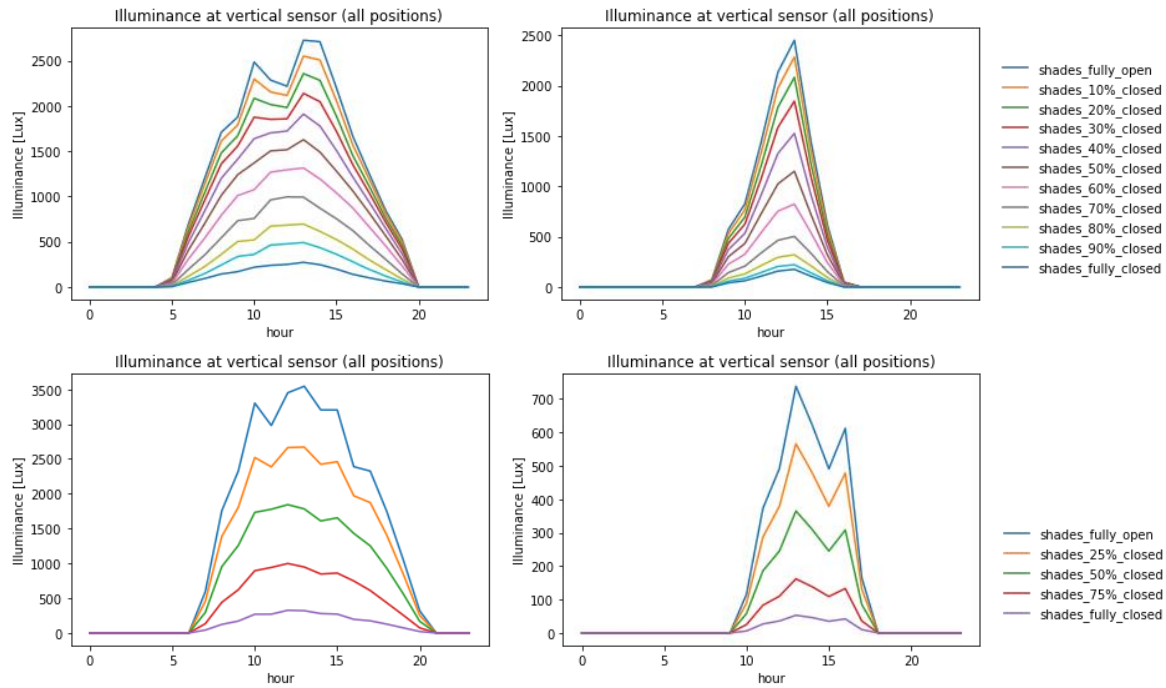 Illuminance at vertical sensor (all positions)
Illuminance [Lux]
2500
2000
1500
1000
500
0
0 5 10 15 20
hour
Illuminance at vertical sensor (all positions)
Illuminance [Lux]
2500
2000
1500
1000
500
0
0 5 10 15 20
hour
shades_fully_open
shades_10%_closed
shades_20%_closed
shades_30%_closed
shades_40%_closed
shades_50%_closed
shades_60%_closed
shades_70%_closed
shades_80%_closed
shades_90%_closed
shades_fully_closed
Illuminance at vertical sensor (all positions)
Illuminance [Lux]
3500
3000
2500
2000
1500
1000
500
0
0 5 10 15 20
hour
Illuminance at vertical sensor (all positions)
Illuminance [Lux]
700
600
500
400
300
200
100
0
0 5 10 15 20
hour
shades_fully_open
shades_25%_closed
shades_50%_closed
shades_75%_closed
shades_fully_closed